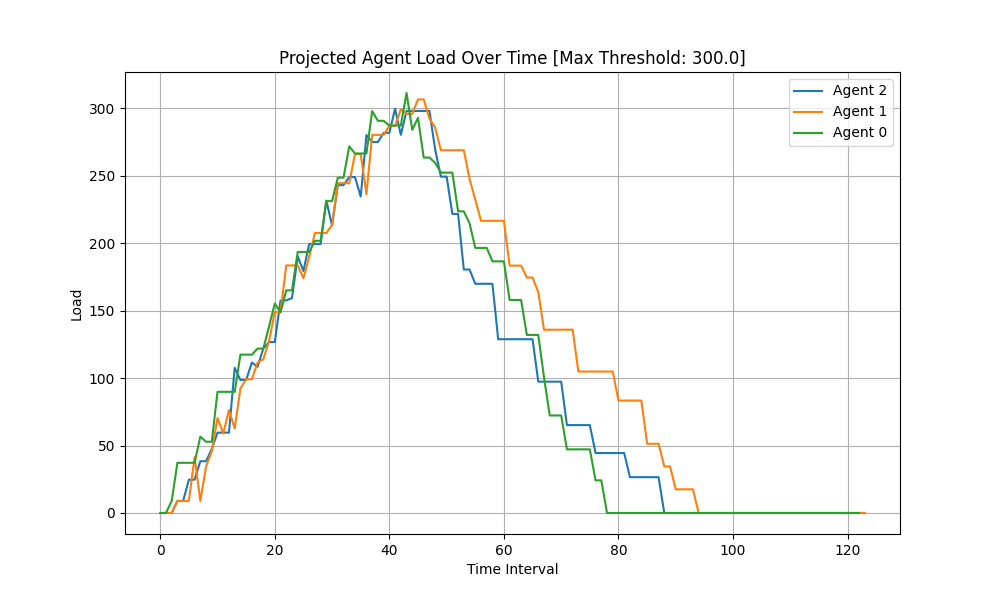 Projected Agent Load Over Time [Max Threshold: 300.0]
Agent 2
Agent 1
Agent 0
Load
300
250
200
150
100
50
0
0 20 40 60 80 100 120
Time Interval